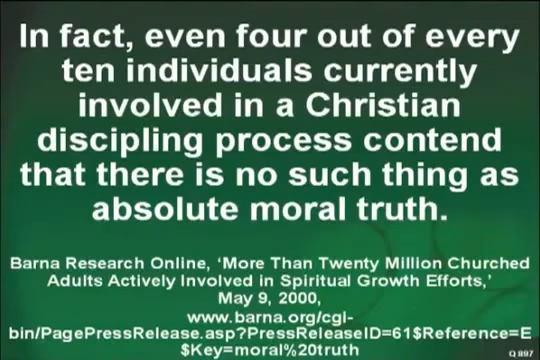 In fact, even four out of every
ten individuals currently
involved in a Christian
discipling process contend
that there is no such thing as
absolute moral truth.
Barna Research Online, ‘More Than Twenty Million Churched
Adults Actively Involved in Spiritual Growth Efforts,’
May 9, 2000,
www.barna.org/cgi-
bin/PagePressRelease.asp?PressReleaseID=61$Reference=E
$Key=moral%20truth
Q 897